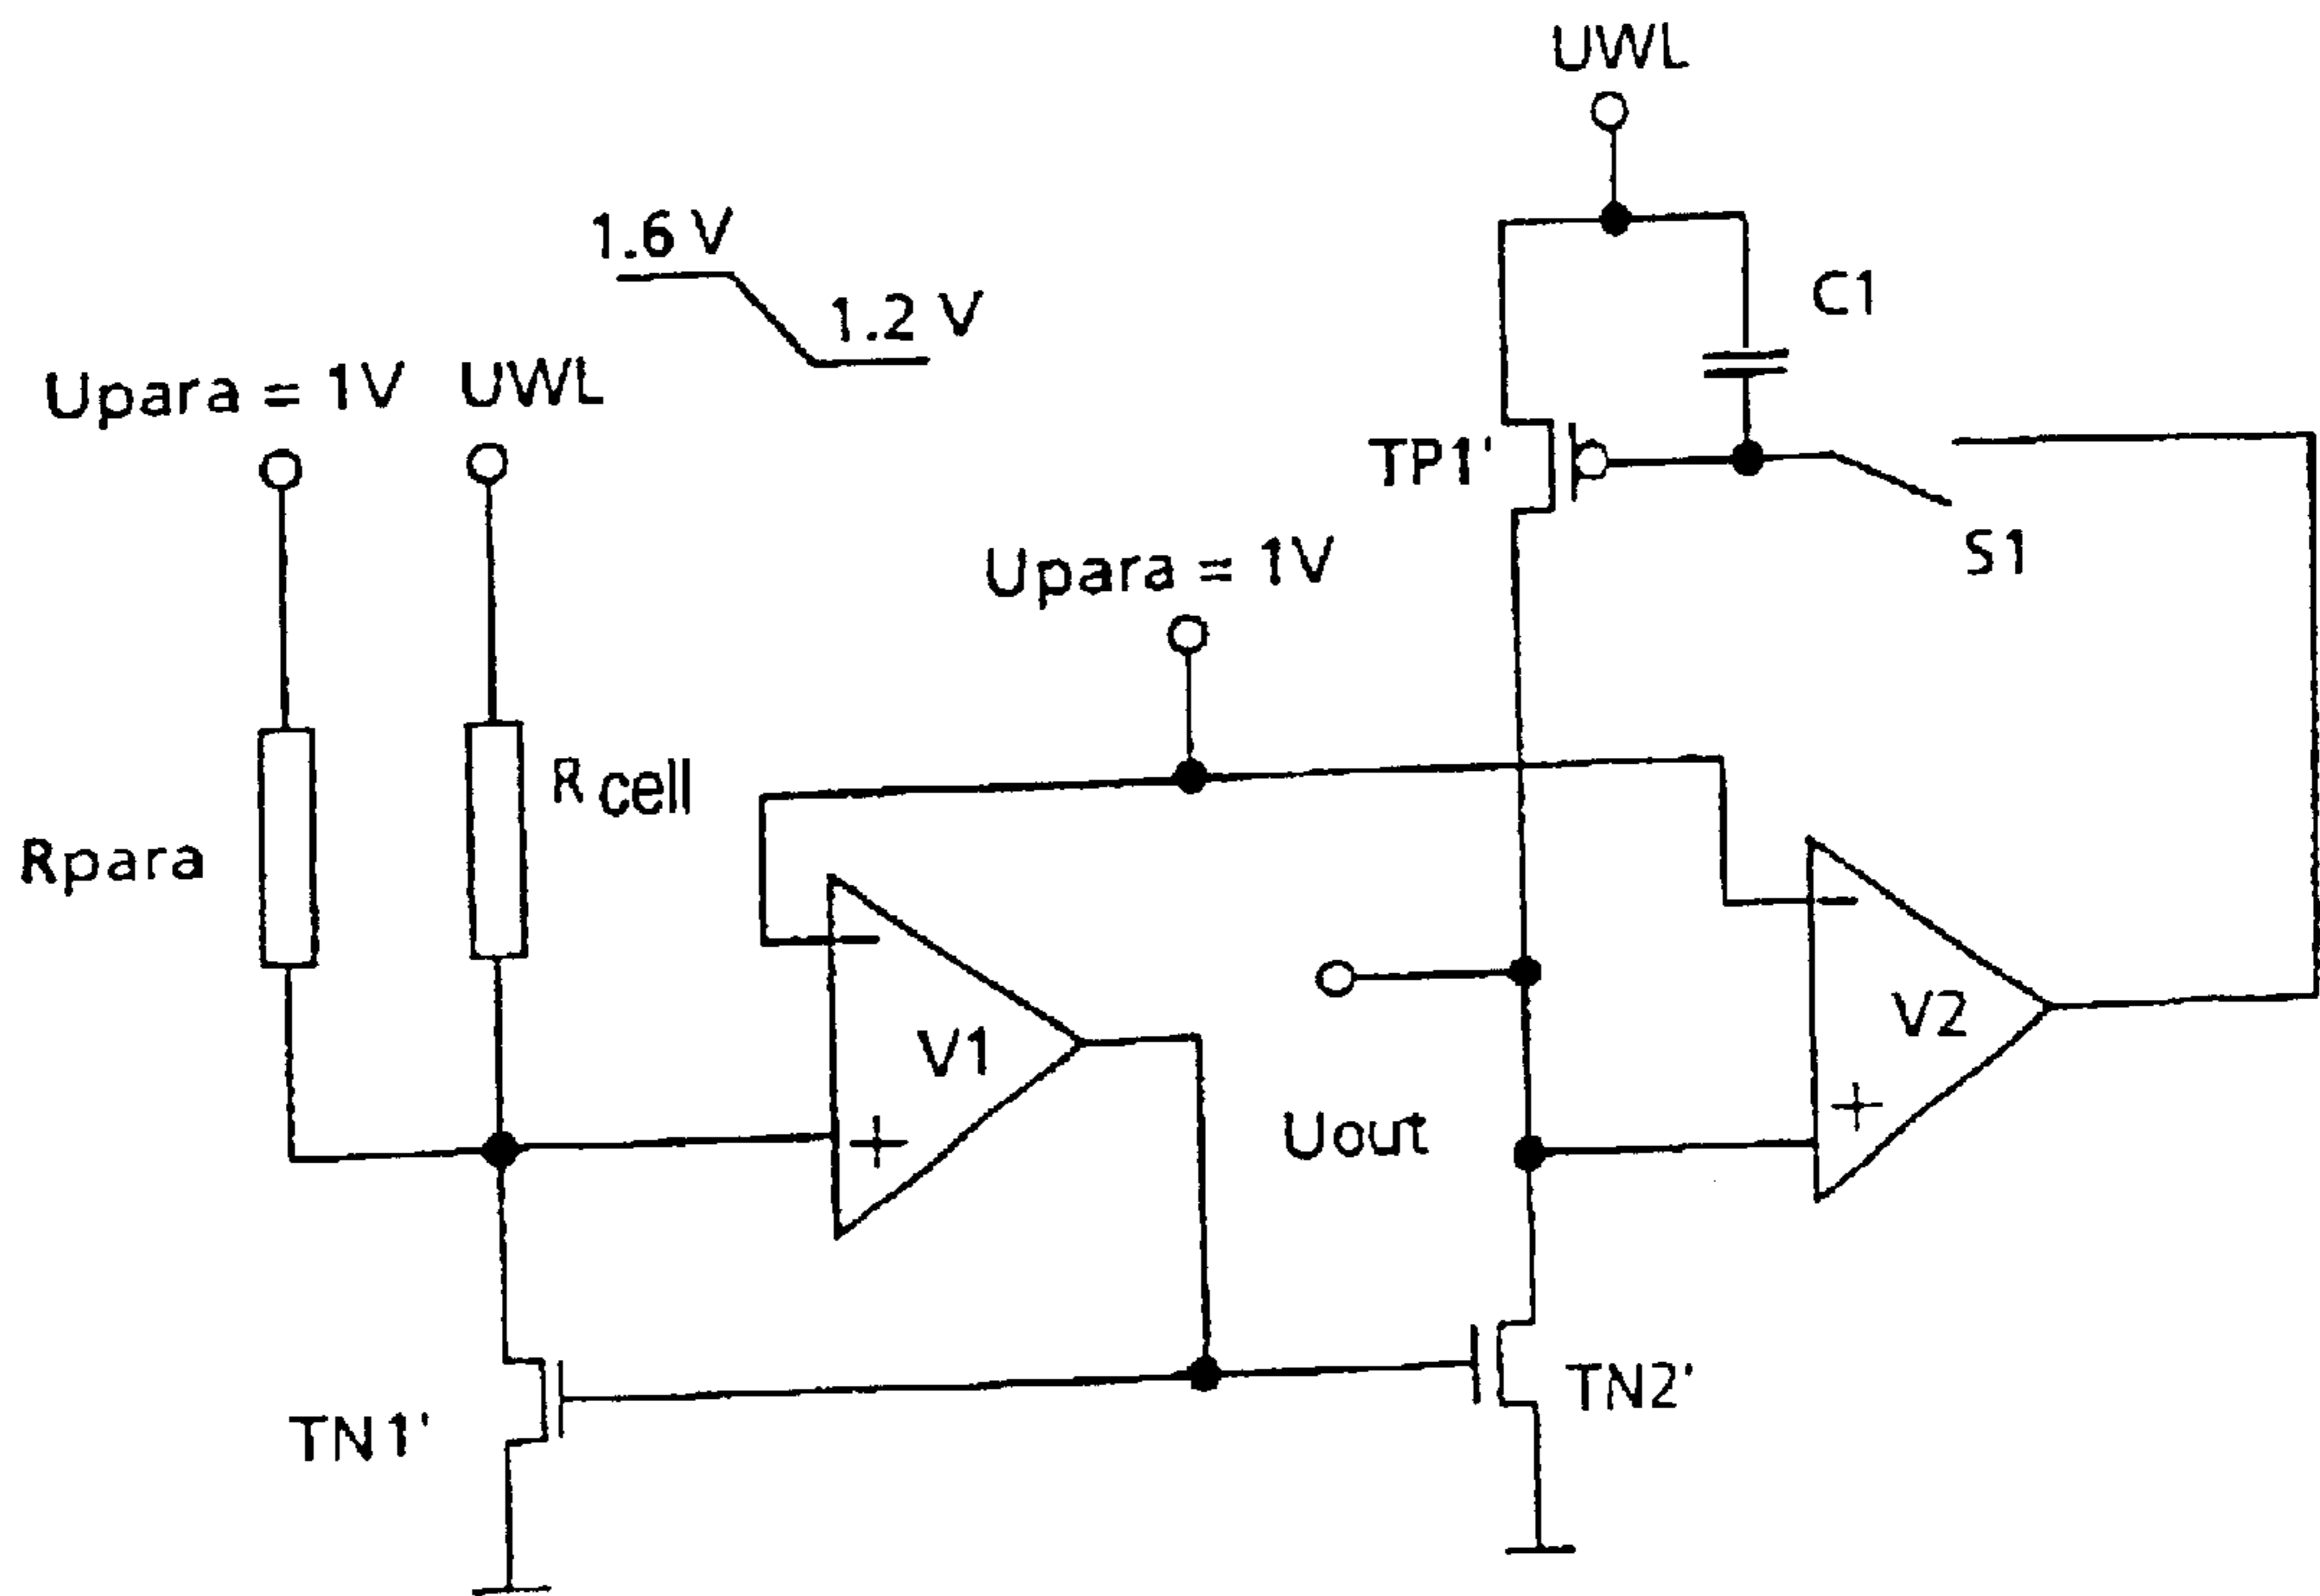 UWL
1.6 V
1.2 V
C1
Upara = 1V
UWL
TP1'
S1
Upara = 1V
Rcell
Rpara
V1
V2
Uout
TN1'
TN2'